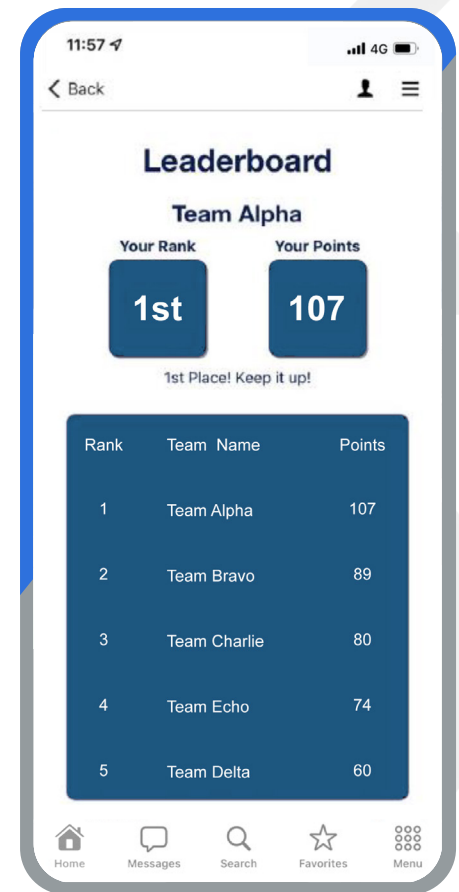 11:57 4G
Back
Leaderboard
Team Alpha
Your Rank Your Points
1st 107
1st Place! Keep it up!
Rank Team Name Points
1 Team Alpha 107
2 Team Bravo 89
3 Team Charlie 80
4 Team Echo 74
5 Team Delta 60
Home Messages Search Favorites Menu